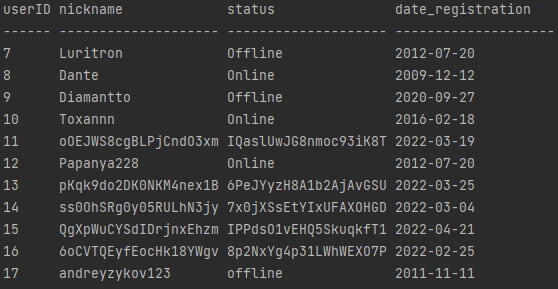 userID nickname status date_registration
------ -------------------- -------------------- --------------------
7 Luritron Offline 2012-07-20
8 Dante Online 2009-12-12
9 Diamantto Offline 2020-09-27
10 Toxannn Online 2016-02-18
11 oOEJWS8cgBLPjCndO3xm IQaslUwJG8nmoc93iK8T 2022-03-19
12 Papanya228 Online 2012-07-20
13 pKqk9do2DK0NKM4nex1B 6PeJYyzH8A1b2AjAvGSU 2022-03-25
14 ss0OhSRg0y05RULhN3jy 7x0jXSsEtYIxUFAXOHGD 2022-03-04
15 QgXpWuCYSdIDrjnxEhzm IPPdsO1vEHQ5SkuqkfT1 2022-04-21
16 6oCVTQEyfEocHk18YWgv 8p2NxYg4p31LWhWEXO7P 2022-02-25
17 andreyzykov123 offline 2011-11-11